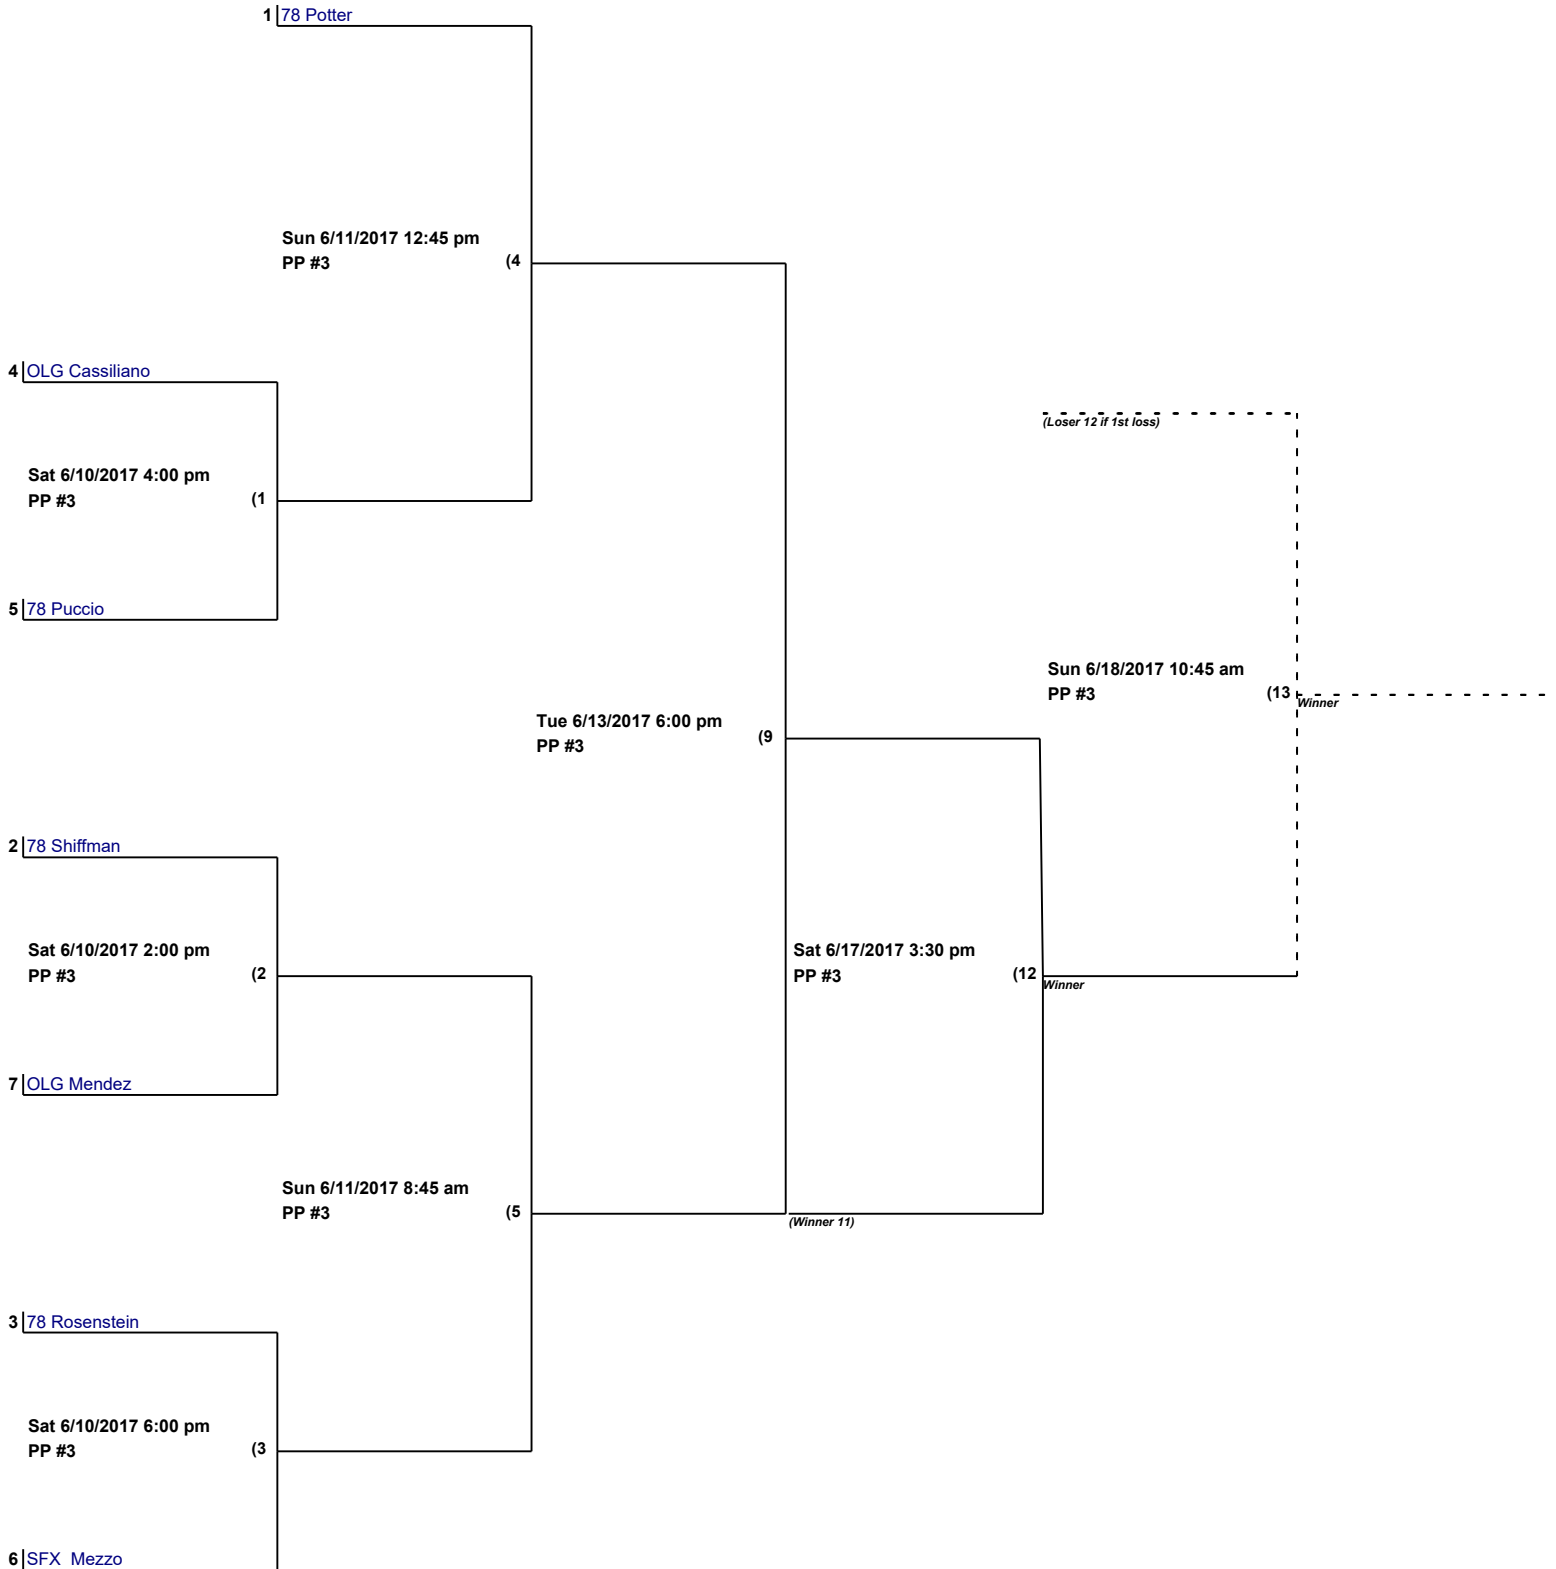 1 78 Potter
Sun 6/11/2017 12:45 pm
PP #3 (4
4 OLG Cassiliano
(Loser 12 if 1st loss)
Sat 6/10/2017 4:00 pm
PP #3 (1
5 78 Puccio
Sun 6/18/2017 10:45 am
PP #3 (13
Winner
Tue 6/13/2017 6:00 pm
PP #3 (9
2 78 Shiffman
Sat 6/10/2017 2:00 pm
PP #3 (2
Sat 6/17/2017 3:30 pm
PP #3 (12
Winner
7 OLG Mendez
Sun 6/11/2017 8:45 am
PP #3 (5
(Winner 11)
3 78 Rosenstein
Sat 6/10/2017 6:00 pm
PP #3 (3
6 SFX  Mezzo